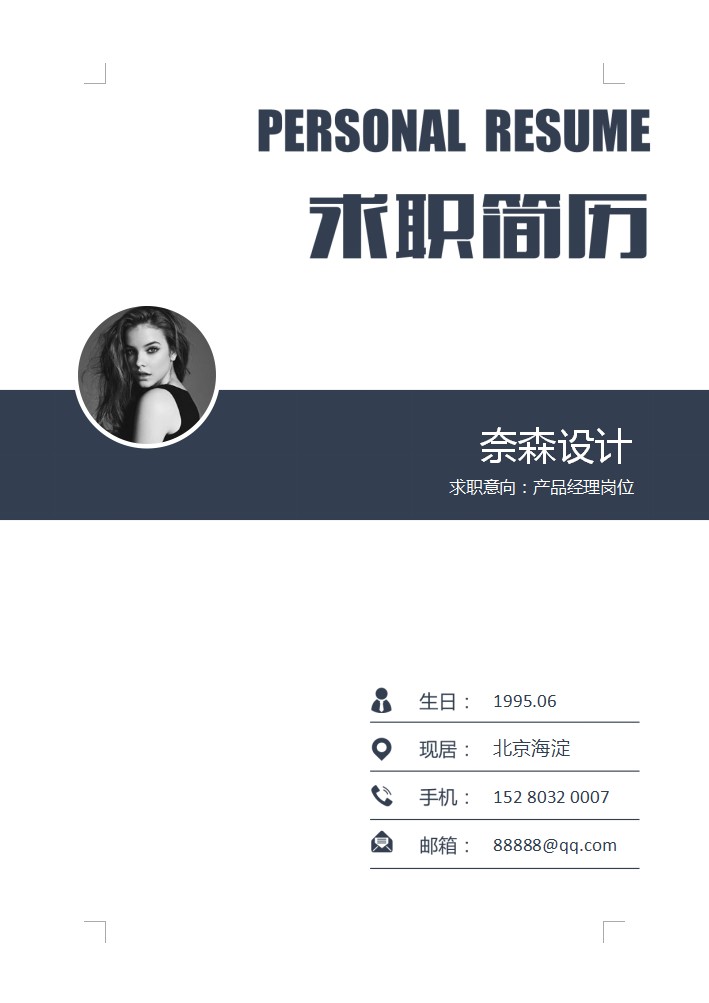 PERSONAL RESUME
求职简历
奈森设计
求职意向：产品经理岗位
生日： 1995.06
现居： 北京海淀
手机： 152 8032 0007
邮箱： 88888@qq.com